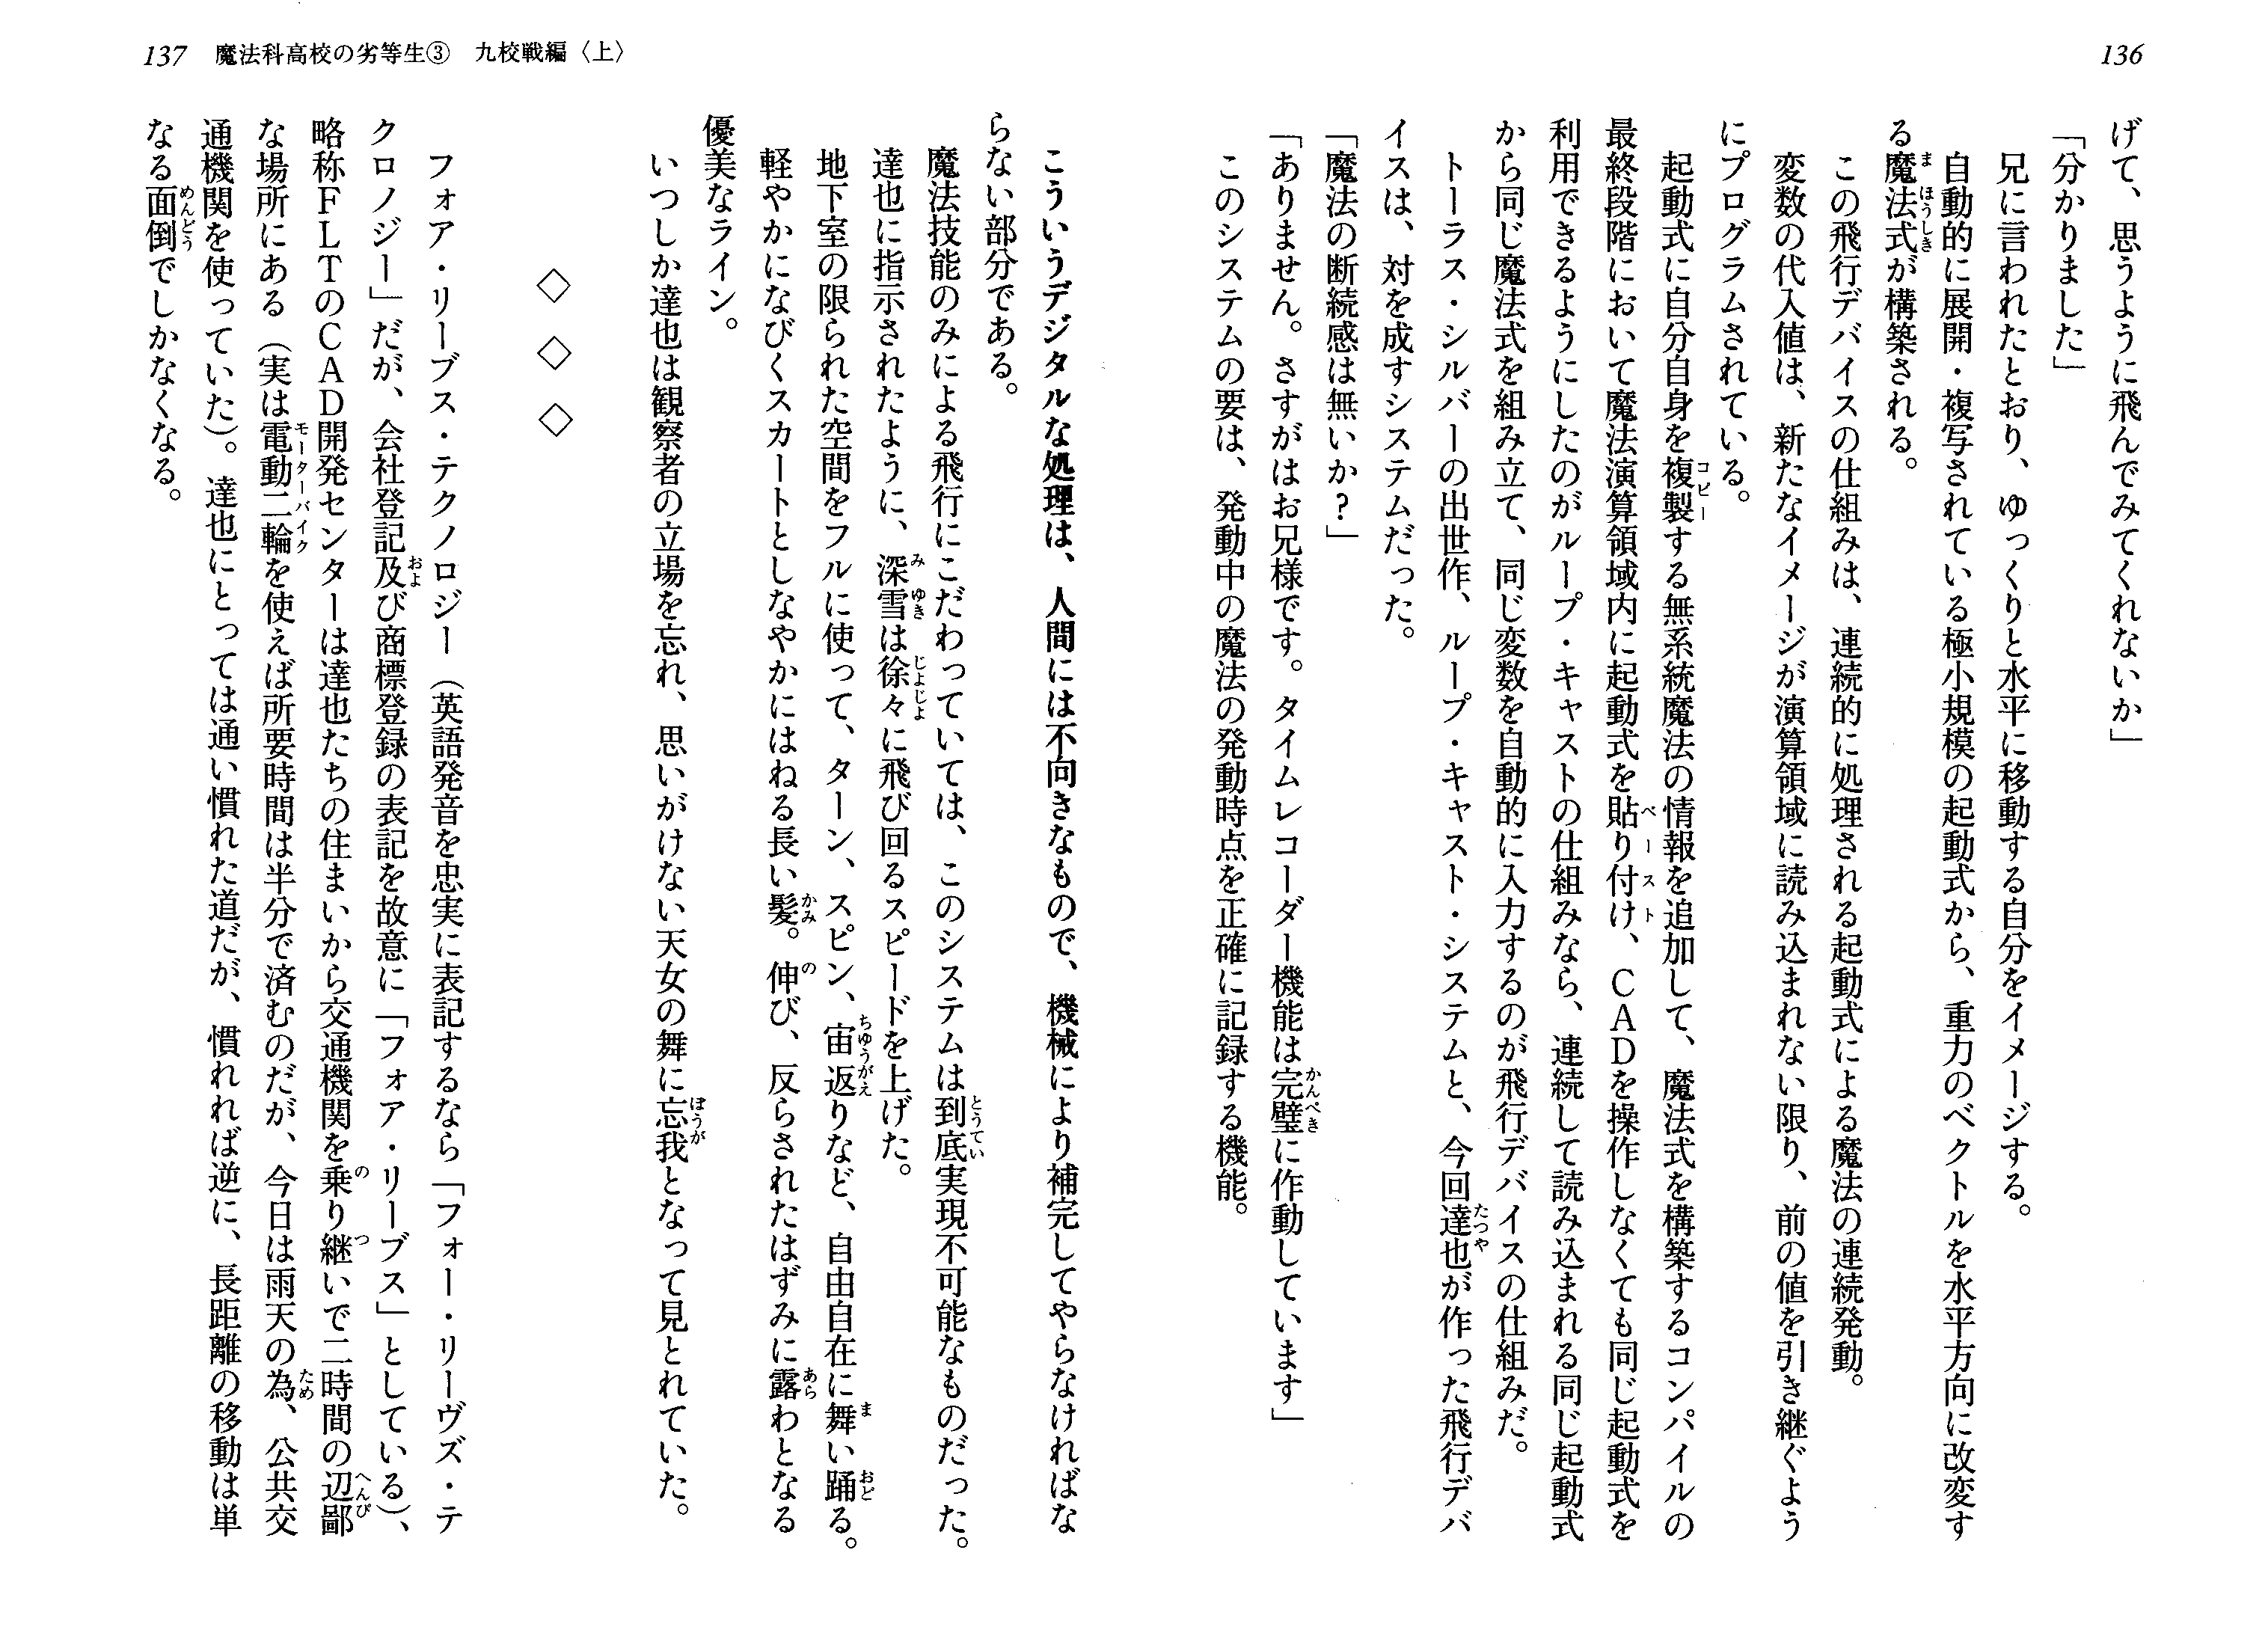 136
げて、思うように飛んでみてくれないか」
「分かりました」
兄に言われたとおり、ゆっくりと水平に移動する自分をイメージする。
自動的に展開・複写されている極小規模の起動式から、重力のベクトルを水平方向に改変す
る魔法式が構築される。
この飛行デバイスの仕組みは、連続的に処理される起動式による魔法の連続発動。
変数の代入値は、新たなイメージが演算領域に読み込まれない限り、前の値を引き継ぐよう
にプログラムされている。
起動式に自分自身を複製する無系統魔法の情報を追加して、魔法式を構築するコンパイルの
最終段階において魔法演算領域内に起動式を貼り付け、ＣＡＤを操作しなくても同じ起動式を
利用できるようにしたのがループ・キャストの仕組みなら、連続して読み込まれる同じ起動式
から同じ魔法式を組み立て、同じ変数を自動的に入力するのが飛行デバイスの仕組みだ。
トーラス・シルバーの出世作、ループ・キャスト・システムと、今回達也が作った飛行デバ
イスは、対を成すシステムだった。
「魔法の断続感は無いか？」
「ありません。さすがはお兄様です。タイムレコーダー機能は完璧に作動しています」
このシステムの要は、発動中の魔法の発動時点を正確に記録する機能。
137　魔法科高校の劣等生③　九校戦編〈上〉
こういうデジタルな処理は、人間には不向きなもので、機械により補完してやらなければな
らない部分である。
魔法技能のみによる飛行にこだわっていては、このシステムは到底実現不可能なものだった。
達也に指示されたように、深雪は徐々に飛び回るスピードを上げた。
地下室の限られた空間をフルに使って、ターン、スピン、宙返りなど、自由自在に舞い踊る。
軽やかになびくスカートとしなやかにはねる長い髪。伸び、反らされたはずみに露わとなる
優美なライン。
いつしか達也は観察者の立場を忘れ、思いがけない天女の舞に忘我となって見とれていた。
◇　◇　◇
フォア・リーブス・テクノロジー（英語発音を忠実に表記するなら「フォー・リーヴズ・テ
クロノジー」だが、会社登記及び商標登録の表記を故意に「フォア・リーブス」としている）、
略称ＦＬＴのＣＡＤ開発センターは達也たちの住まいから交通機関を乗り継いで二時間の辺鄙
な場所にある（実は電動二輪を使えば所要時間は半分で済むのだが、今日は雨天の為、公共交
通機関を使っていた）。達也にとっては通い慣れた道だが、慣れれば逆に、長距離の移動は単
なる面倒でしかなくなる。